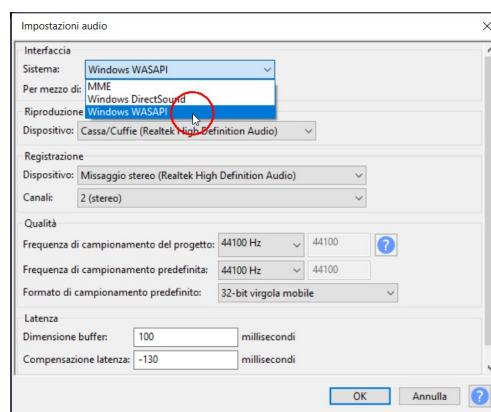 Impostazioni audio
Interfaccia
Sistema: Windows WASAPI
MME
Per mezzo di:
Windows DirectSound
Windows WASAPI
Riproduzione
Dispositivo: Cassa/Cuffie (Realtek High Definition Audio)
Registrazione
Dispositivo: Missaggio stereo (Realtek High Definition Audio)
Canali: 2 (stereo)
Qualità
Frequenza di campionamento del progetto: 44100 Hz 44100 ?
Frequenza di campionamento predefinita: 44100 Hz 44100
Formato di campionamento predefinito: 32-bit virgola mobile
Latenza
Dimensione buffer: 100 millisecondi
Compensazione latenza: -130 millisecondi
OK Annulla ?